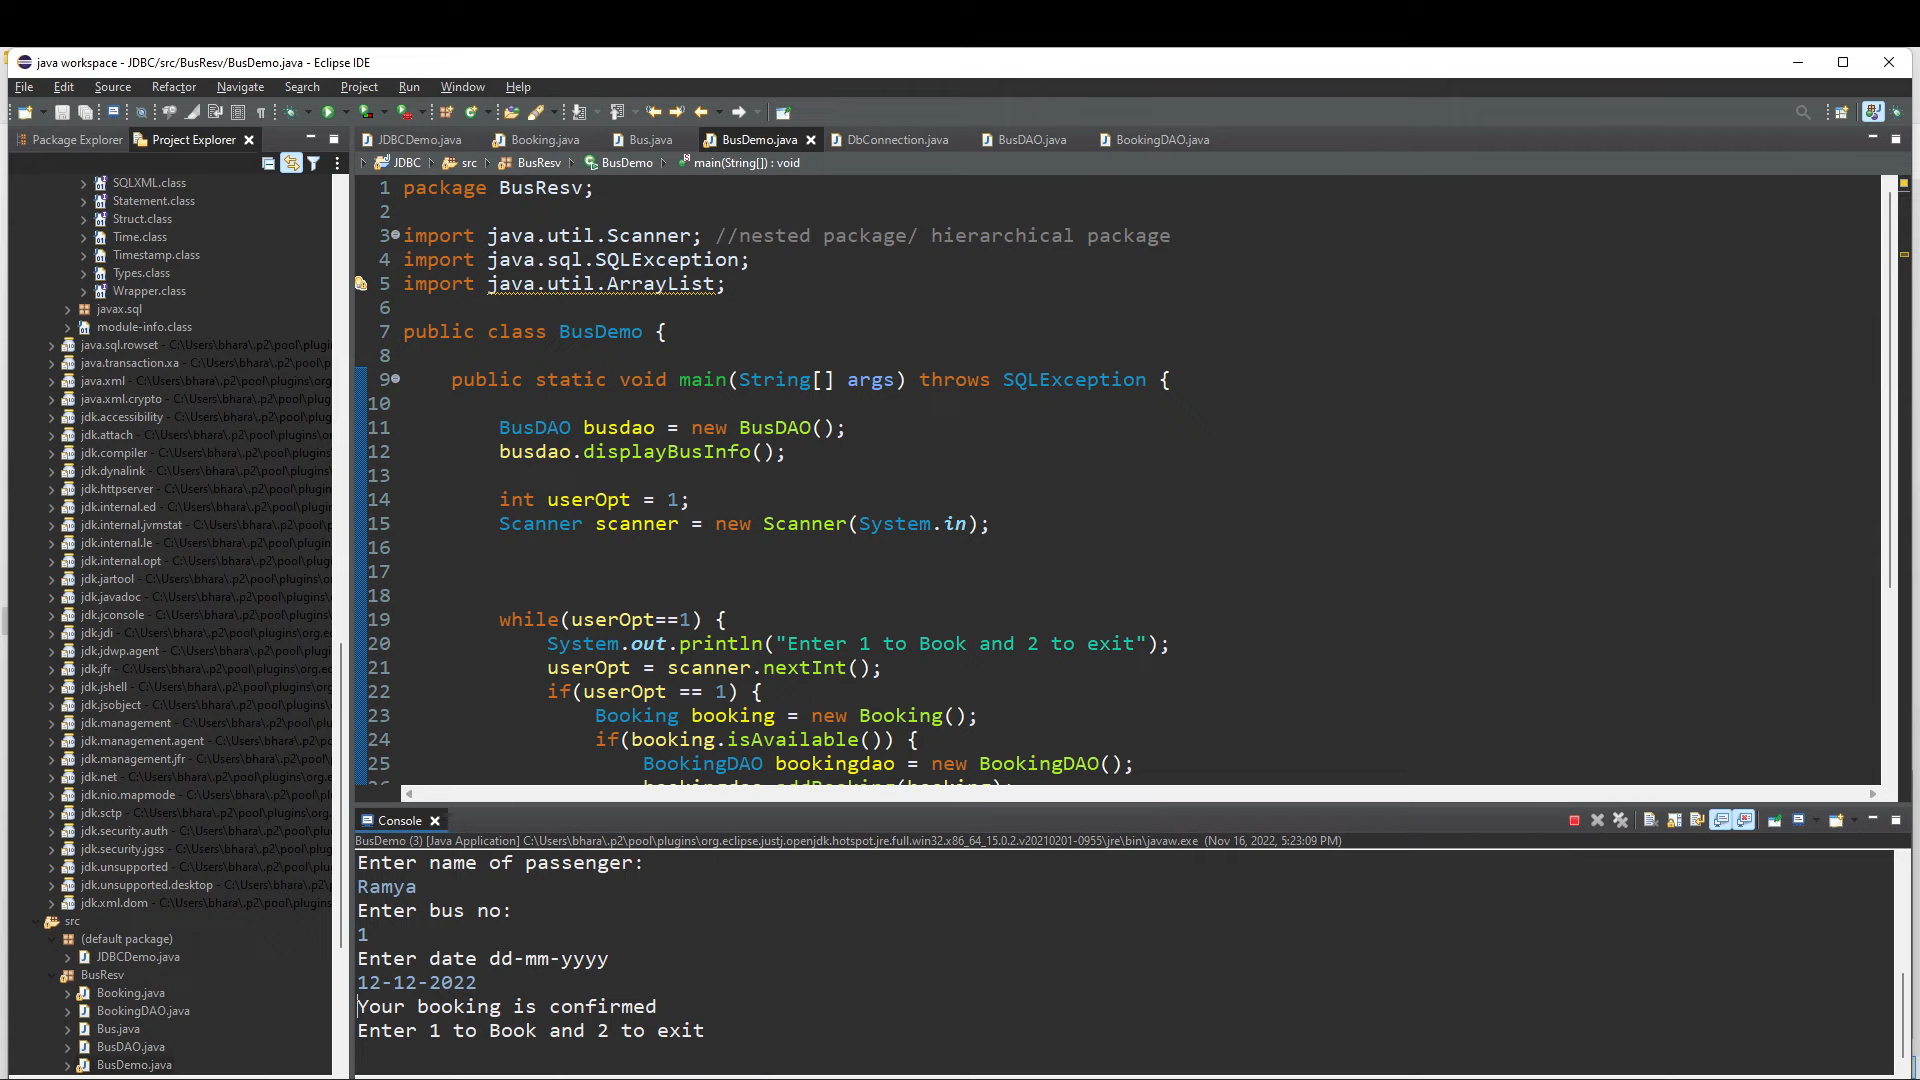 java workspace - JDBC/src/BusResv/BusDemo.java - Eclipse IDE
File Edit Source Refactor Navigate Search Project Run Window Help
Package Explorer Project Explorer
SQLXML.class
Statement.class
Struct.class
Time.class
Timestamp.class
Types.class
Wrapper.class
javax.sql
module-info.class
java.sql.rowset - C:\Users\bhara\.p2\pool\plugins
java.transaction.xa - C:\Users\bhara\.p2\pool\plu
java.xml - C:\Users\bhara\.p2\pool\plugins\org
java.xml.crypto - C:\Users\bhara\.p2\pool\plugins
jdk.accessibility - C:\Users\bhara\.p2\pool\plugins
jdk.attach - C:\Users\bhara\.p2\pool\plugins\or
jdk.compiler - C:\Users\bhara\.p2\pool\plugins\
jdk.dynalink - C:\Users\bhara\.p2\pool\plugins\
jdk.httpserver - C:\Users\bhara\.p2\pool\plugins
jdk.internal.ed - C:\Users\bhara\.p2\pool\plugins
jdk.internal.jvmstat - C:\Users\bhara\.p2\pool\pl
jdk.internal.le - C:\Users\bhara\.p2\pool\plugins
jdk.internal.opt - C:\Users\bhara\.p2\pool\plugin
jdk.jartool - C:\Users\bhara\.p2\pool\plugins\or
jdk.javadoc - C:\Users\bhara\.p2\pool\plugins\o
jdk.jconsole - C:\Users\bhara\.p2\pool\plugins\
jdk.jdi - C:\Users\bhara\.p2\pool\plugins\org.ec
jdk.jdwp.agent - C:\Users\bhara\.p2\pool\plugin
jdk.jfr - C:\Users\bhara\.p2\pool\plugins\org.ec
jdk.jshell - C:\Users\bhara\.p2\pool\plugins\org.
jdk.jsobject - C:\Users\bhara\.p2\pool\plugins\o
jdk.management - C:\Users\bhara\.p2\pool\plu
jdk.management.agent - C:\Users\bhara\.p2\po
jdk.management.jfr - C:\Users\bhara\.p2\pool\p
jdk.net - C:\Users\bhara\.p2\pool\plugins\org.e
jdk.nio.mapmode - C:\Users\bhara\.p2\pool\plu
jdk.sctp - C:\Users\bhara\.p2\pool\plugins\org.e
jdk.security.auth - C:\Users\bhara\.p2\pool\plug
jdk.security.jgss - C:\Users\bhara\.p2\pool\plugin
jdk.unsupported - C:\Users\bhara\.p2\pool\plug
jdk.unsupported.desktop - C:\Users\bhara\.p2\p
jdk.xml.dom - C:\Users\bhara\.p2\pool\plugins\
src
(default package)
JDBCDemo.java
BusResv
Booking.java
BookingDAO.java
Bus.java
BusDAO.java
BusDemo.java
JDBCDemo.java Booking.java Bus.java BusDemo.java DbConnection.java BusDAO.java BookingDAO.java
JDBC src BusResv BusDemo main(String[]) : void
1 package BusResv;
2
3 import java.util.Scanner; //nested package/ hierarchical package
4 import java.sql.SQLException;
5 import java.util.ArrayList;
6
7 public class BusDemo {
8
9 public static void main(String[] args) throws SQLException {
10
11 BusDAO busdao = new BusDAO();
12 busdao.displayBusInfo();
13
14 int userOpt = 1;
15 Scanner scanner = new Scanner(System.in);
16
17
18
19 while(userOpt==1) {
20 System.out.println("Enter 1 to Book and 2 to exit");
21 userOpt = scanner.nextInt();
22 if(userOpt == 1) {
23 Booking booking = new Booking();
24 if(booking.isAvailable()) {
25 BookingDAO bookingdao = new BookingDAO();
Console
BusDemo (3) [Java Application] C:\Users\bhara\.p2\pool\plugins\org.eclipse.justj.openjdk.hotspot.jre.full.win32.x86_64_15.0.2.v20210201-0955\jre\bin\javaw.exe (Nov 16, 2022, 5:23:09 PM)
Enter name of passenger:
Ramya
Enter bus no:
1
Enter date dd-mm-yyyy
12-12-2022
Your booking is confirmed
Enter 1 to Book and 2 to exit